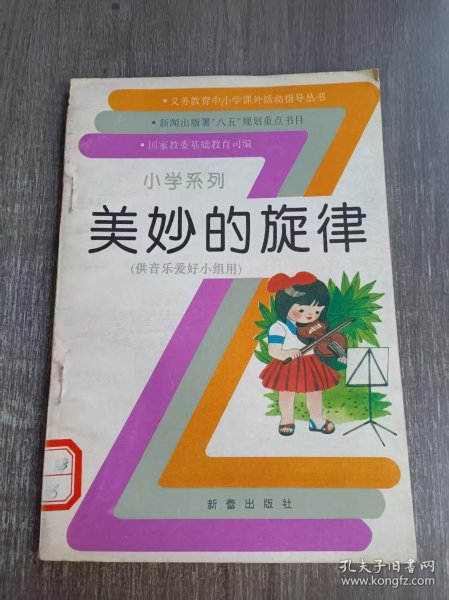 • 义务教育中小学课外活动指导丛书
• 新闻出版署“八五”规划重点书目
• 国家教委基础教育司编
小学系列
美妙的旋律
(供音乐爱好小组用)
新蕾出版社
孔夫子旧书网
www.kongfz.com